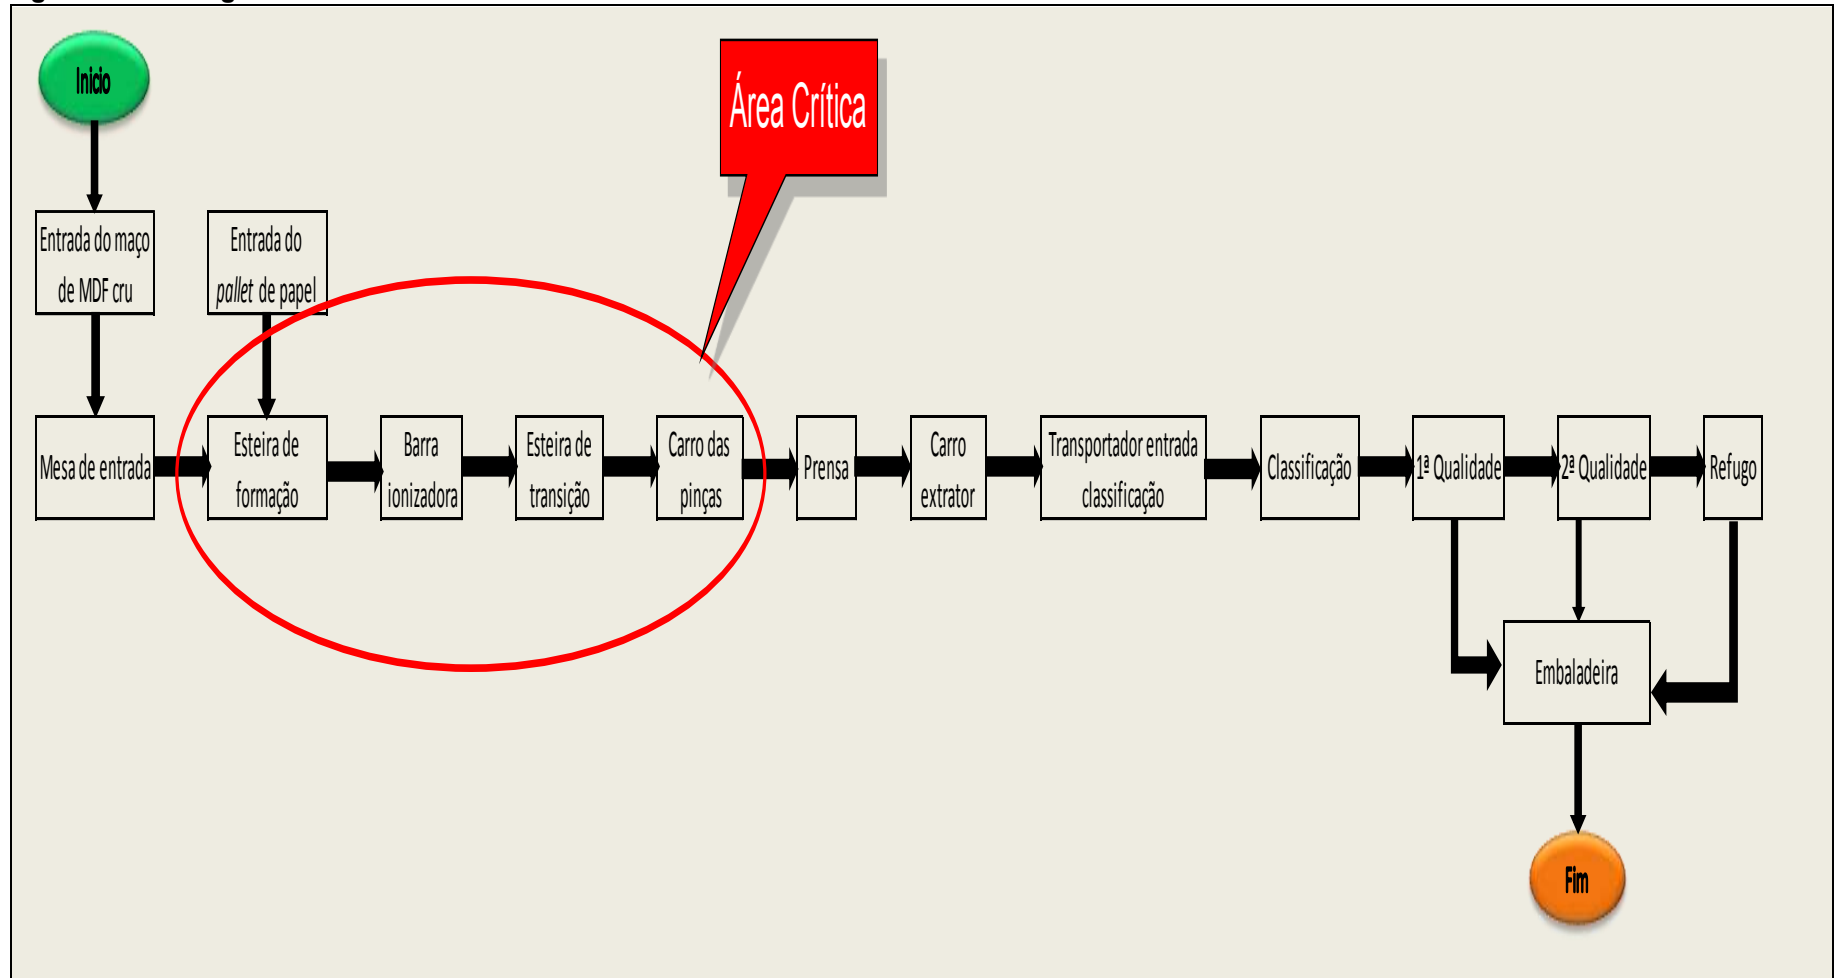 Inicio
Área Crítica
Entrada do maço
de MDF cru
Entrada do
pallet de papel
Mesa de entrada
Esteira de
formação
Barra
ionizadora
Esteira de
transição
Carro das
pinças
Prensa
Carro
extrator
Transportador entrada
classificação
Classificação
1ª Qualidade
2ª Qualidade
Refugo
Embaladeira
Fim